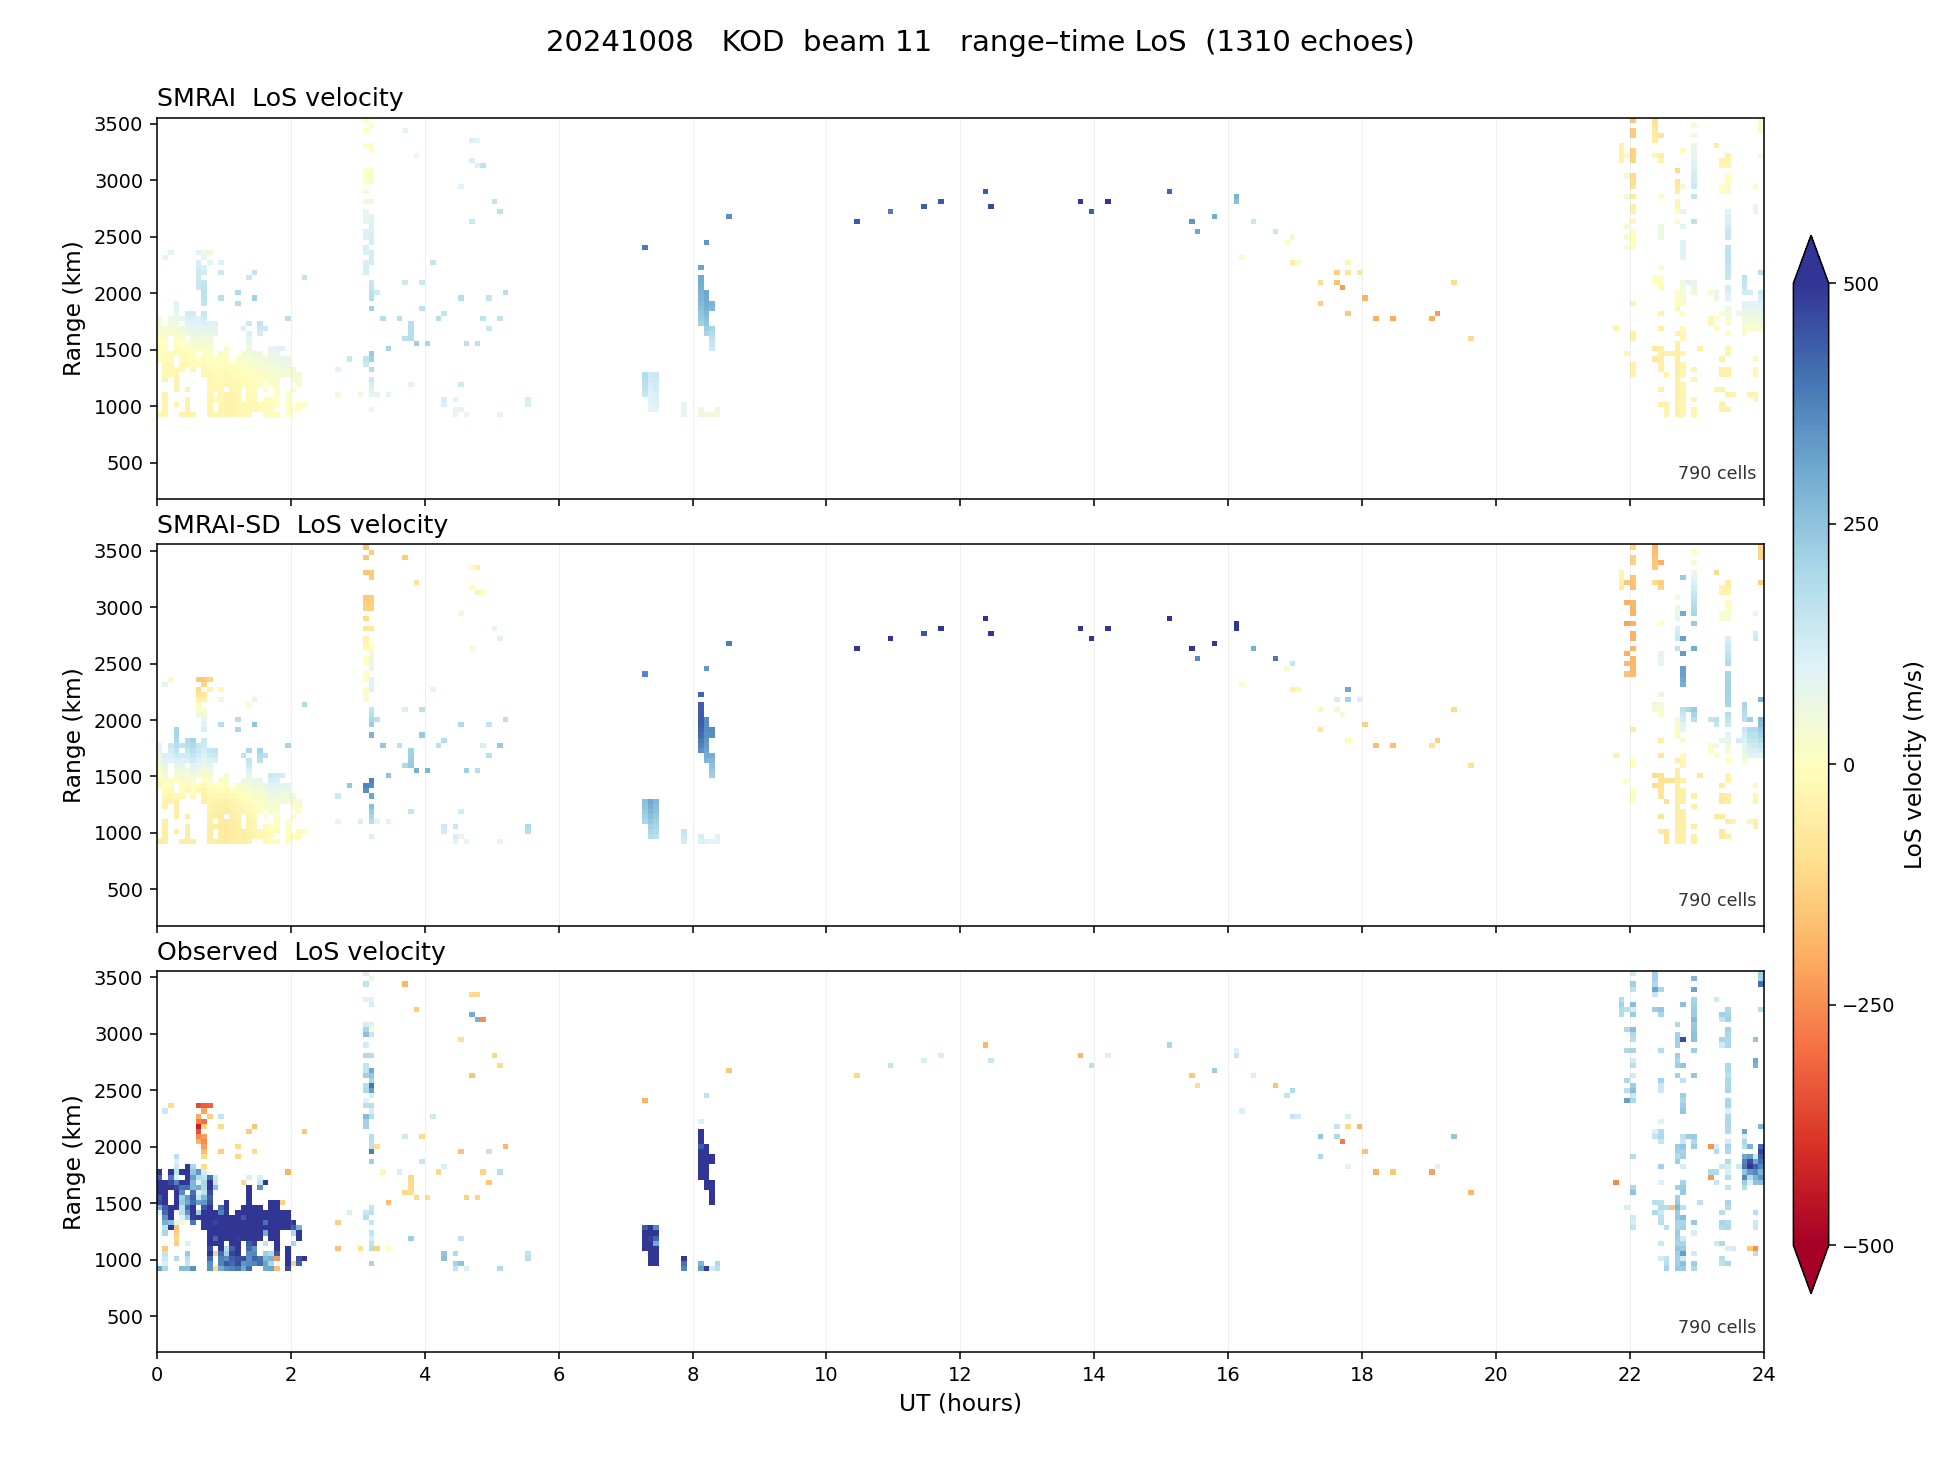 20241008   KOD  beam 11   range–time LoS  (1310 echoes)
SMRAI  LoS velocity
3500
3000
2500
2000
1500
1000
500
Range (km)
790 cells
SMRAI-SD  LoS velocity
3500
3000
2500
2000
1500
1000
500
Range (km)
790 cells
Observed  LoS velocity
3500
3000
2500
2000
1500
1000
500
Range (km)
790 cells
0 2 4 6 8 10 12 14 16 18 20 22 24
UT (hours)
500
250
0
−250
−500
LoS velocity (m/s)